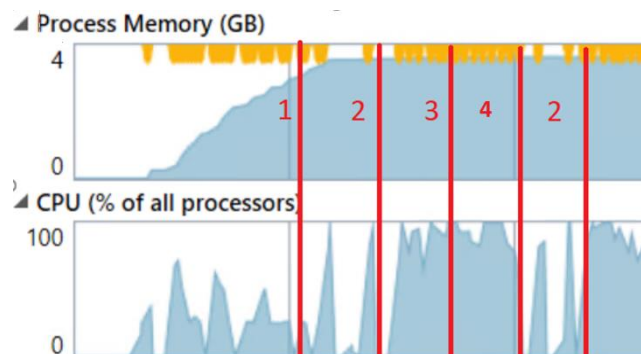 Process Memory (GB)
4
1 2 3 4 2
0
CPU (% of all processors)
100
0